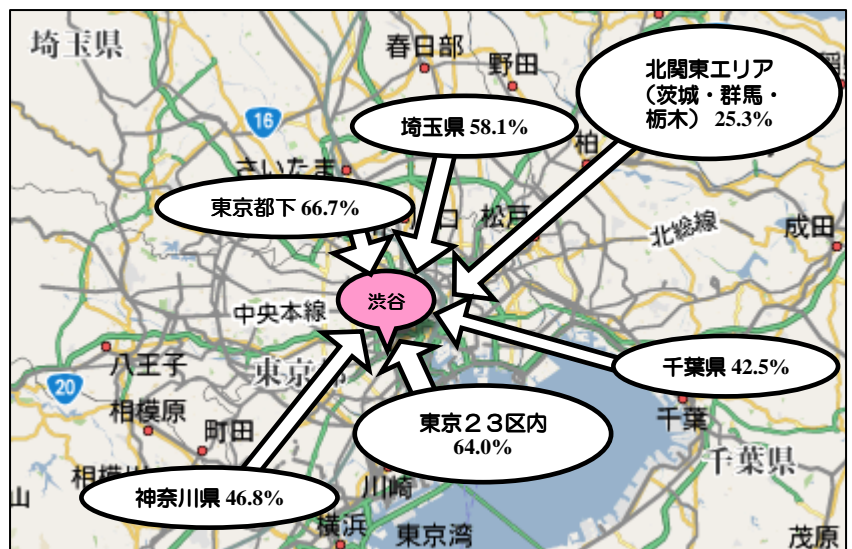 埼玉県
春日部
野田
北関東エリア
（茨城・群馬・
栃木） 25.3%
16
埼玉県 58.1%
柏
さいたま
東京都下 66.7%
口
松戸
北総線
成田
渋谷
中央本線
八王子
東京都
千葉県 42.5%
20
相模原
町田
東京２３区内
64.0%
千葉
千葉県
神奈川県 46.8%
川崎
山
横浜
東京湾
茂原